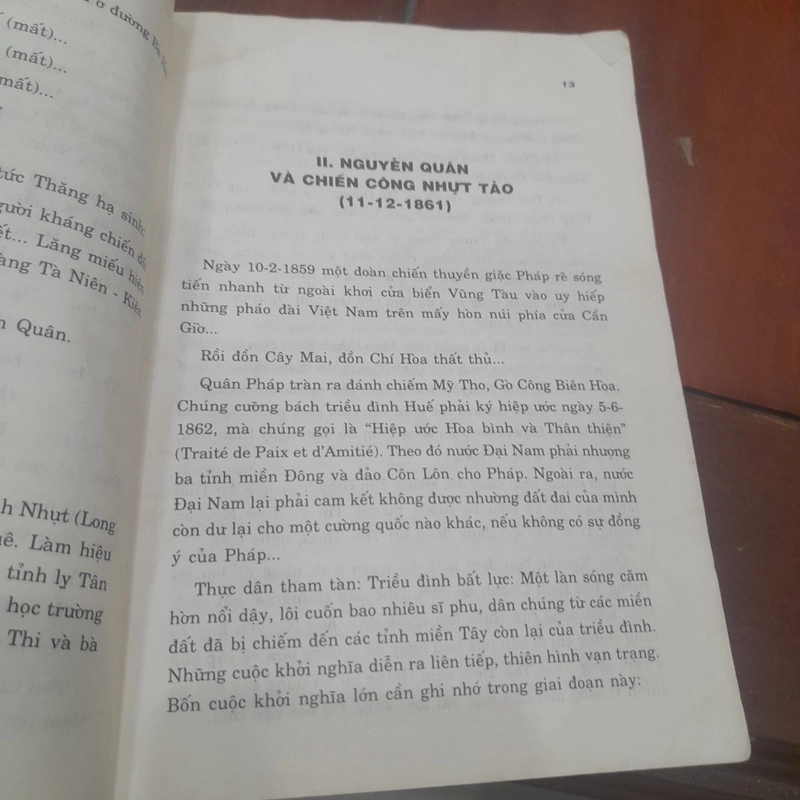 ở đường
(mất)...
(mất)...
mất)...
tức Thăng hạ sinh:
người kháng chiến
Lăng miếu hiện
làng Tà Niên - Kiên
Quân.
Nhựt (Long
Làm hiệu
tỉnh lỵ Tân
học trường
Thi và bà
13
II. NGUYỄN QUÂN
VÀ CHIẾN CÔNG NHỰT TẢO
(11-12-1861)
Ngày 10-2-1859 một đoàn chiến thuyền giặc Pháp rẽ sóng
tiến nhanh từ ngoài khơi cửa biển Vũng Tàu vào uy hiếp
những pháo đài Việt Nam trên mấy hòn núi phía cửa Cần
Giờ...
Rồi đồn Cây Mai, đồn Chí Hòa thất thủ...
Quân Pháp tràn ra đánh chiếm Mỹ Tho, Gò Công Biên Hòa.
Chúng cưỡng bách triều đình Huế phải ký hiệp ước ngày 5-6-
1862, mà chúng gọi là “Hiệp ước Hòa bình và Thân thiện”
(Traité de Paix et d'Amitié). Theo đó nước Đại Nam phải nhượng
ba tỉnh miền Đông và đảo Côn Lôn cho Pháp. Ngoài ra, nước
Đại Nam lại phải cam kết không được nhường đất đai của mình
còn dư lại cho một cường quốc nào khác, nếu không có sự đồng
ý của Pháp...
Thực dân tham tàn: Triều đình bất lực: Một làn sóng căm
hờn nổi dậy, lôi cuốn bao nhiêu sĩ phu, dân chúng từ các miền
đất đã bị chiếm đến các tỉnh miền Tây còn lại của triều đình.
Những cuộc khởi nghĩa diễn ra liên tiếp, thiên hình vạn trạng.
Bốn cuộc khởi nghĩa lớn cần ghi nhớ trong giai đoạn này: